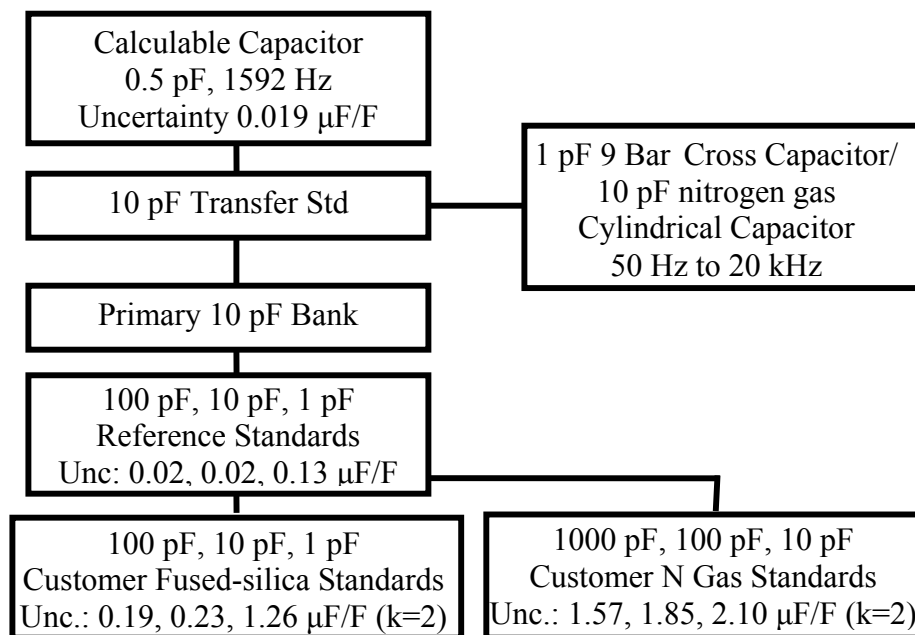 Calculable Capacitor
0.5 pF, 1592 Hz
Uncertainty 0.019 μF/F
1 pF 9 Bar Cross Capacitor/
10 pF nitrogen gas
Cylindrical Capacitor
50 Hz to 20 kHz
10 pF Transfer Std
Primary 10 pF Bank
100 pF, 10 pF, 1 pF
Reference Standards
Unc: 0.02, 0.02, 0.13 μF/F
100 pF, 10 pF, 1 pF
Customer Fused-silica Standards
Unc.: 0.19, 0.23, 1.26 μF/F (k=2)
1000 pF, 100 pF, 10 pF
Customer N Gas Standards
Unc.: 1.57, 1.85, 2.10 μF/F (k=2)